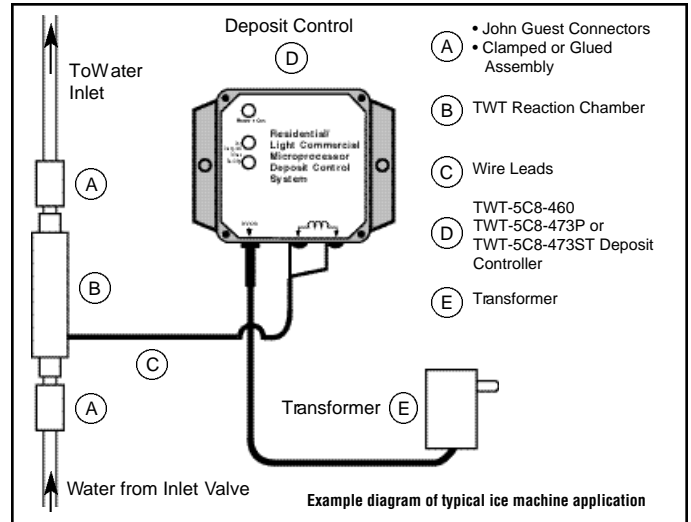 Deposit Control
D
ToWater
Inlet
A
B
A
C
Residential/
Light Commercial
Microprocessor
Deposit Control
System
Transformer
E
Water from Inlet Valve
A
• John Guest Connectors
• Clamped or Glued
Assembly
B
TWT Reaction Chamber
C
Wire Leads
D
TWT-5C8-460
TWT-5C8-473P or
TWT-5C8-473ST Deposit
Controller
E
Transformer
Example diagram of typical ice machine application